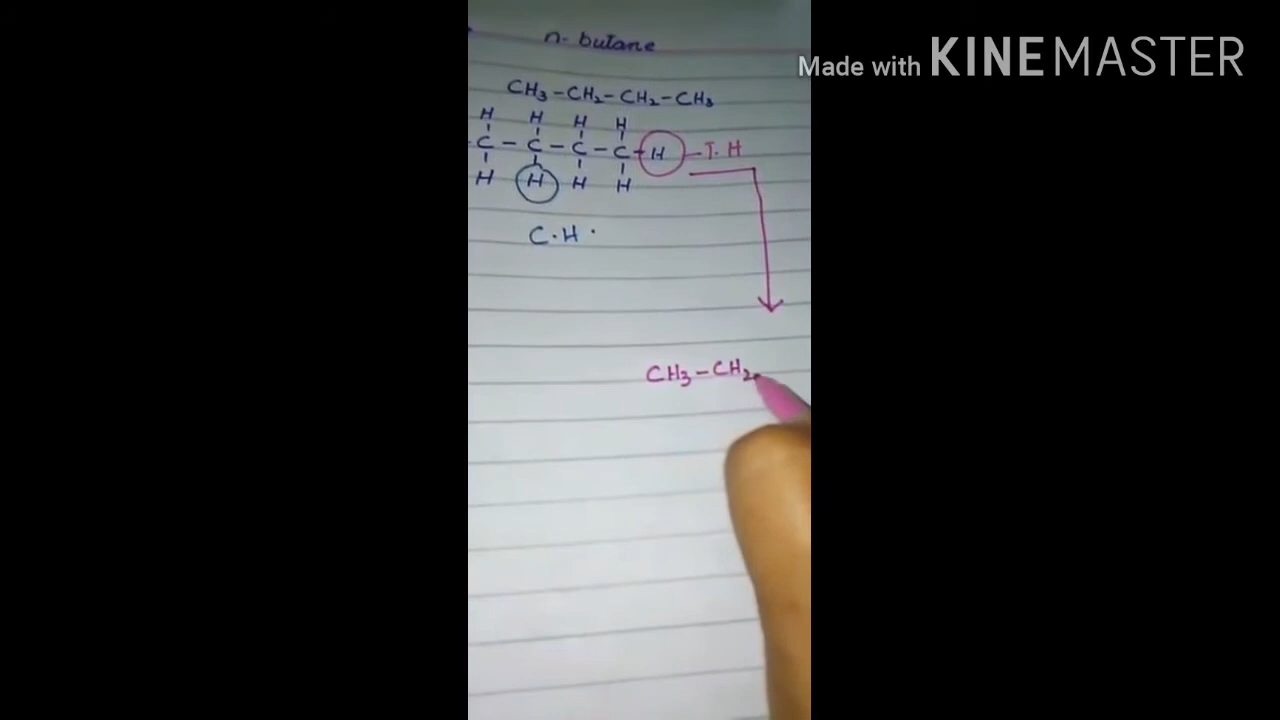 n-butane
Made with KINEMASTER
CH₃-CH₂-CH₂-CH₃
H H H H
C-C-C-C-H -T.H
H H H H
C.H.
CH₃-CH₂